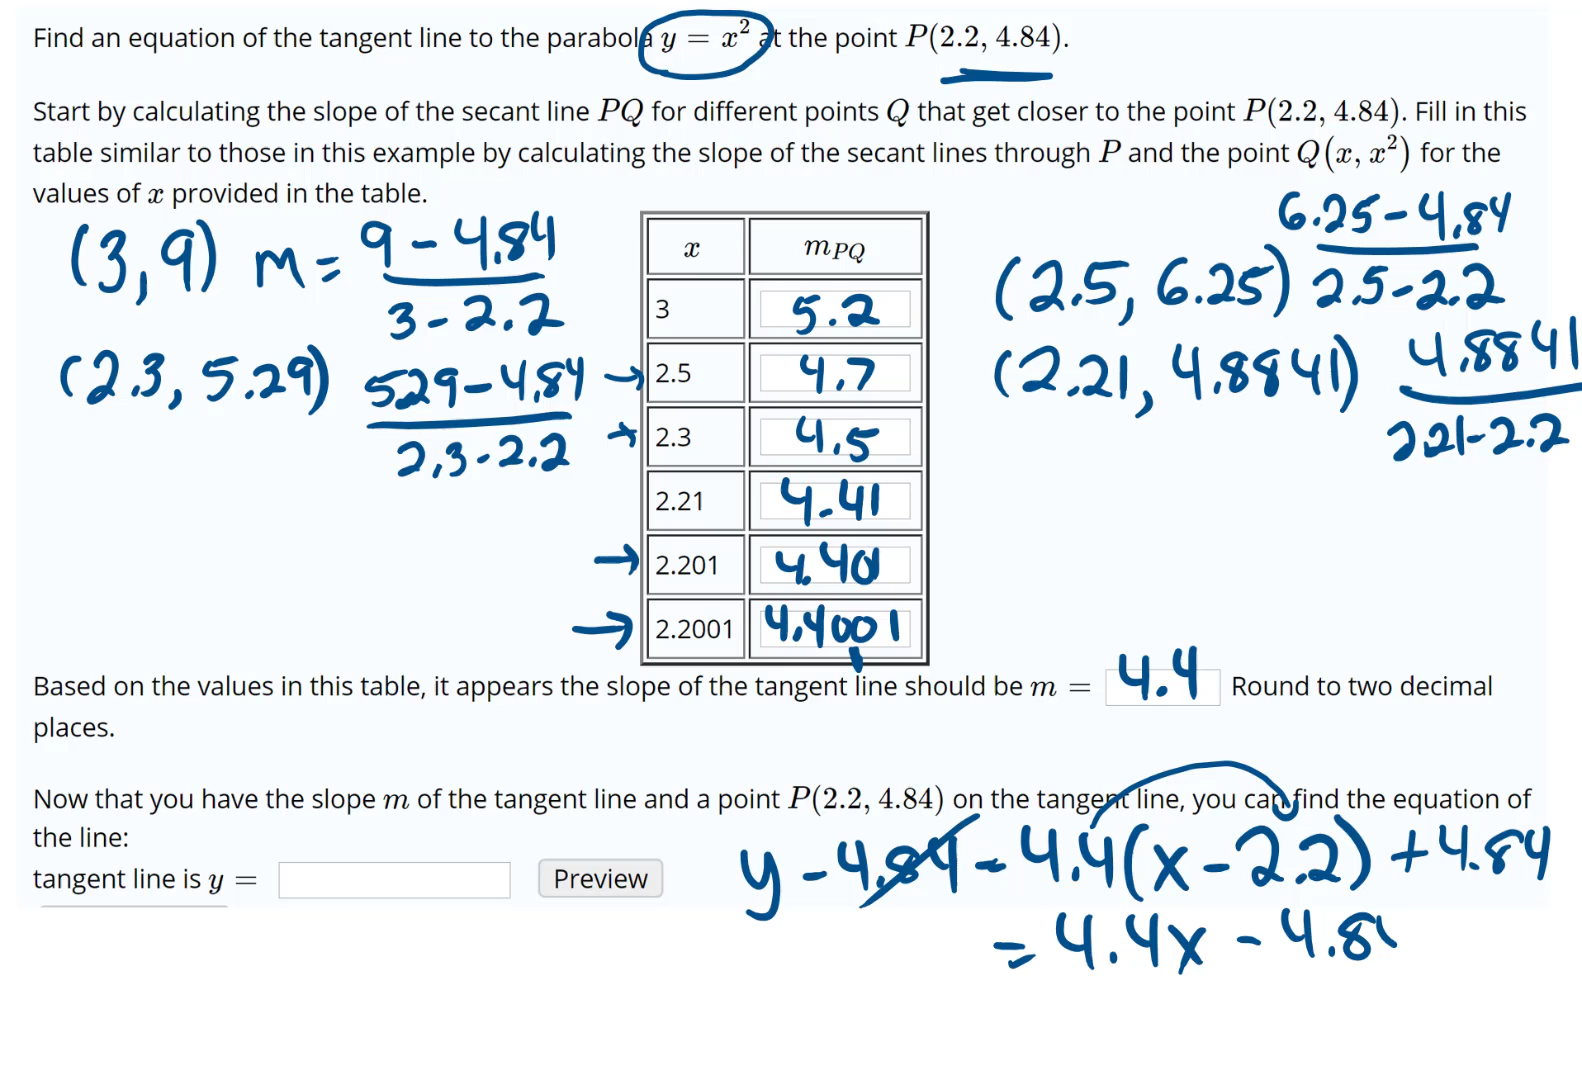 Find an equation of the tangent line to the parabola y = x² at the point P(2.2, 4.84).
Start by calculating the slope of the secant line PQ for different points Q that get closer to the point P(2.2, 4.84). Fill in this
table similar to those in this example by calculating the slope of the secant lines through P and the point Q(x, x²) for the
values of x provided in the table.
(3, 9) m = 9 - 4.84 / 3 - 2.2
(2.3, 5.29) 5.29 - 4.84 / 2.3 - 2.2
x m_PQ
3 5.2
→ 2.5 4.7
→ 2.3 4.5
2.21 4.41
→ 2.201 4.401
→ 2.2001 4.4001
(2.5, 6.25) 6.25 - 4.84 / 2.5 - 2.2
(2.21, 4.8841) 4.8841 / 2.21 - 2.2
Based on the values in this table, it appears the slope of the tangent line should be m = 4.4 Round to two decimal
places.
Now that you have the slope m of the tangent line and a point P(2.2, 4.84) on the tangent line, you can find the equation of
the line:
tangent line is y = Preview
y - 4.84 = 4.4(x - 2.2) + 4.84
= 4.4x - 4.8